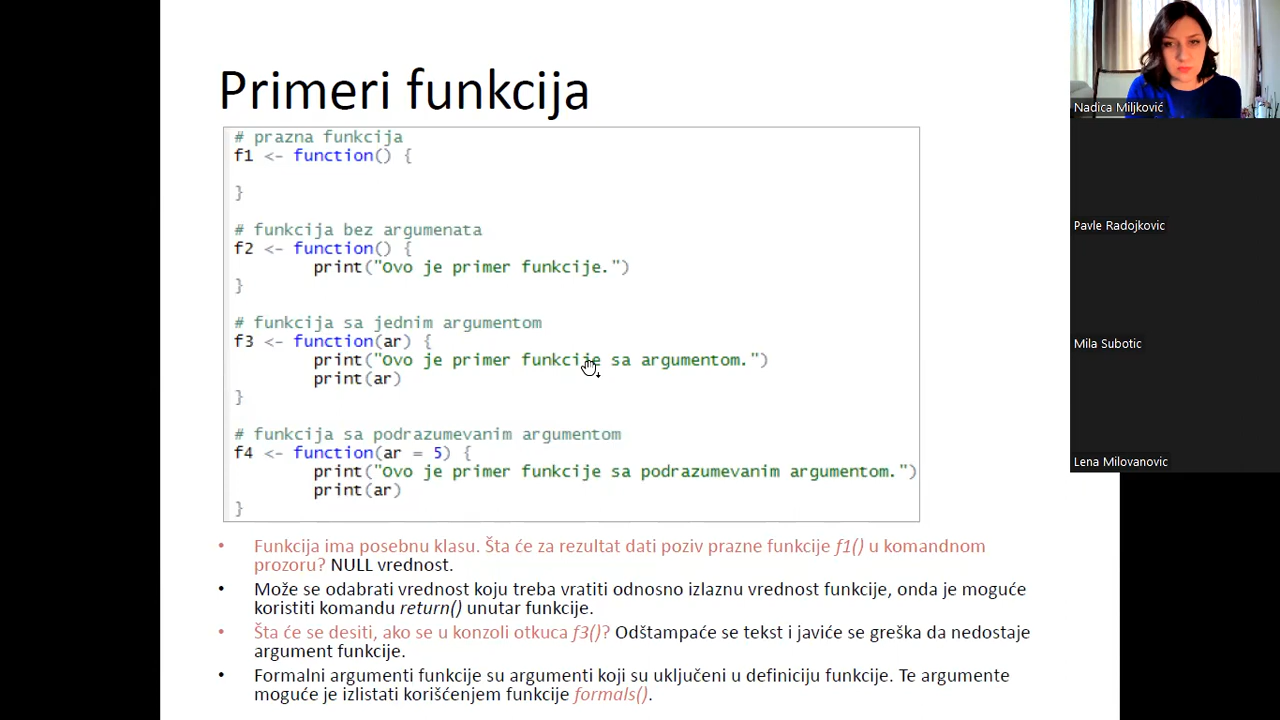 Primeri funkcija
# prazna funkcija
f1 <- function() {
}
# funkcija bez argumenata
f2 <- function() {
print("Ovo je primer funkcije.")
}
# funkcija sa jednim argumentom
f3 <- function(ar) {
print("Ovo je primer funkcije sa argumentom.")
print(ar)
}
# funkcija sa podrazumevanim argumentom
f4 <- function(ar = 5) {
print("Ovo je primer funkcije sa podrazumevanim argumentom.")
print(ar)
}
• Funkcija ima posebnu klasu. Šta će za rezultat dati poziv prazne funkcije f1() u komandnom
prozoru? NULL vrednost.
• Može se odabrati vrednost koju treba vratiti odnosno izlaznu vrednost funkcije, onda je moguće
koristiti komandu return() unutar funkcije.
• Šta će se desiti, ako se u konzoli otkuca f3()? Odštampaće se tekst i javiće se greška da nedostaje
argument funkcije.
• Formalni argumenti funkcije su argumenti koji su uključeni u definiciju funkcije. Te argumente
moguće je izlistati korišćenjem funkcije formals().
Nadica Miljković
Pavle Radojkovic
Mila Subotic
Lena Milovanovic